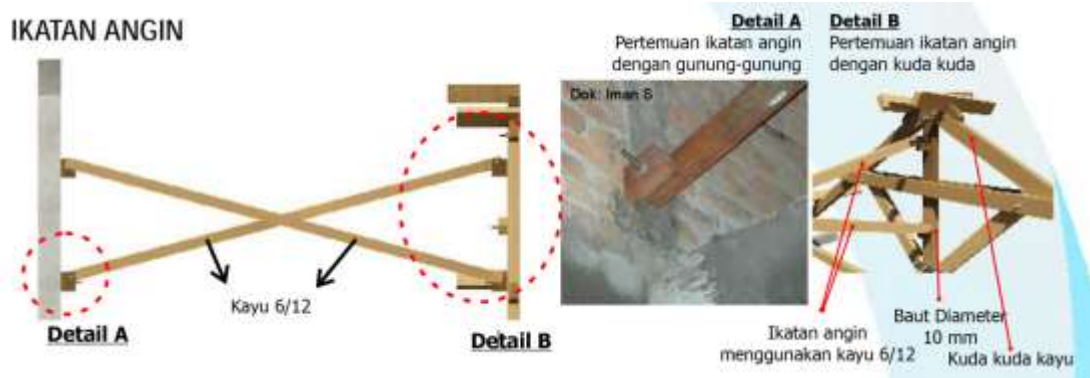 IKATAN ANGIN
Kayu 6/12
Detail A
Detail B
Detail A
Pertemuan ikatan angin
dengan gunung-gunung
Dok: Iman S
Detail B
Pertemuan ikatan angin
dengan kuda kuda
Ikatan angin
menggunakan kayu 6/12
Baut Diameter
10 mm
Kuda kuda kayu